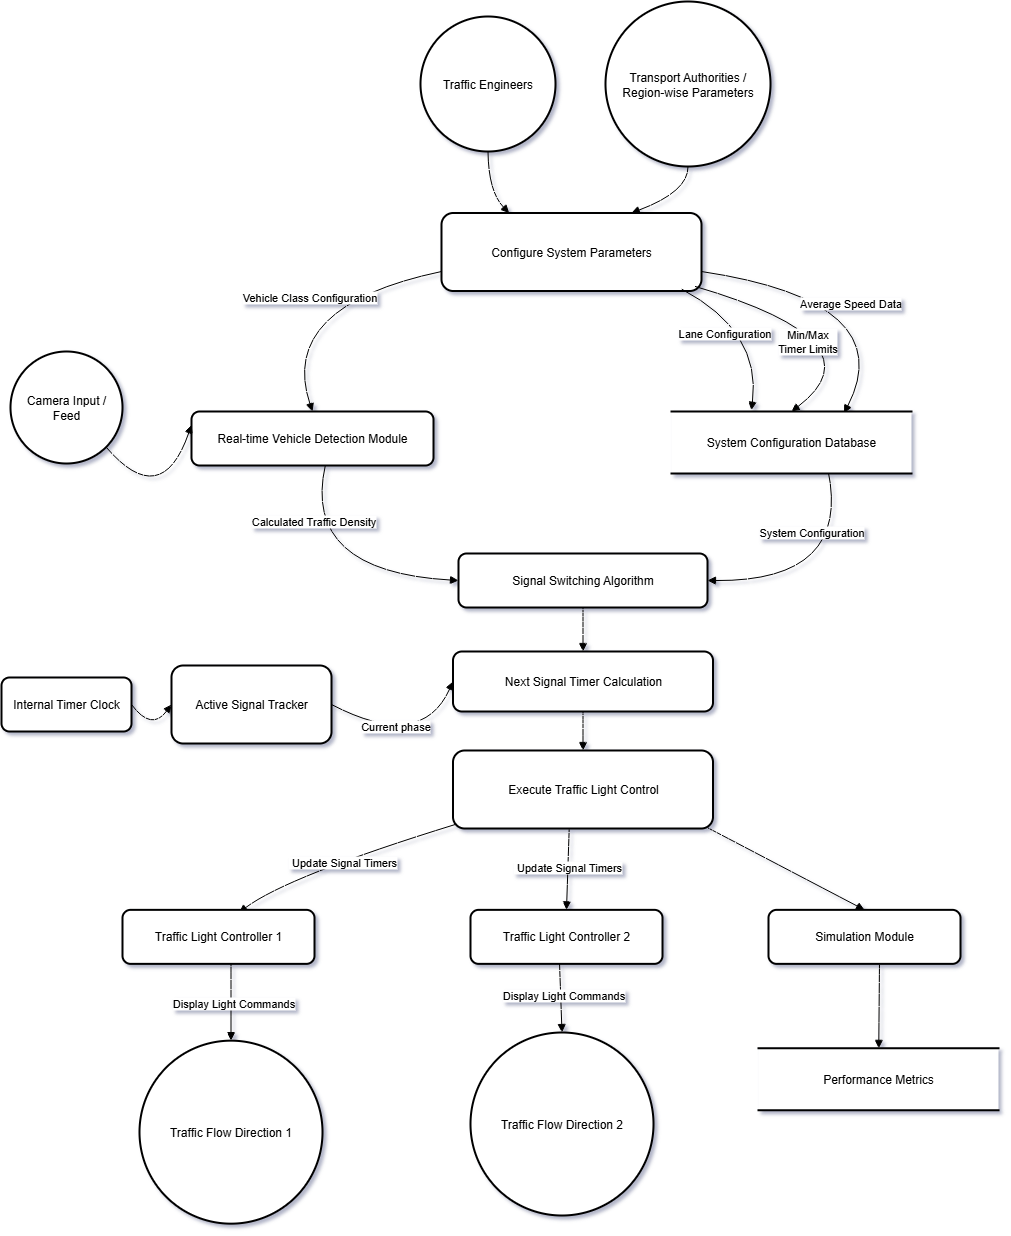 Traffic Engineers
Transport Authorities /
Region-wise Parameters
Configure System Parameters
Vehicle Class Configuration
Average Speed Data
Lane Configuration
Min/Max
Timer Limits
Camera Input /
Feed
Real-time Vehicle Detection Module
System Configuration Database
Calculated Traffic Density
System Configuration
Signal Switching Algorithm
Next Signal Timer Calculation
Internal Timer Clock
Active Signal Tracker
Current phase
Execute Traffic Light Control
Update Signal Timers
Update Signal Timers
Traffic Light Controller 1
Traffic Light Controller 2
Simulation Module
Display Light Commands
Display Light Commands
Performance Metrics
Traffic Flow Direction 1
Traffic Flow Direction 2